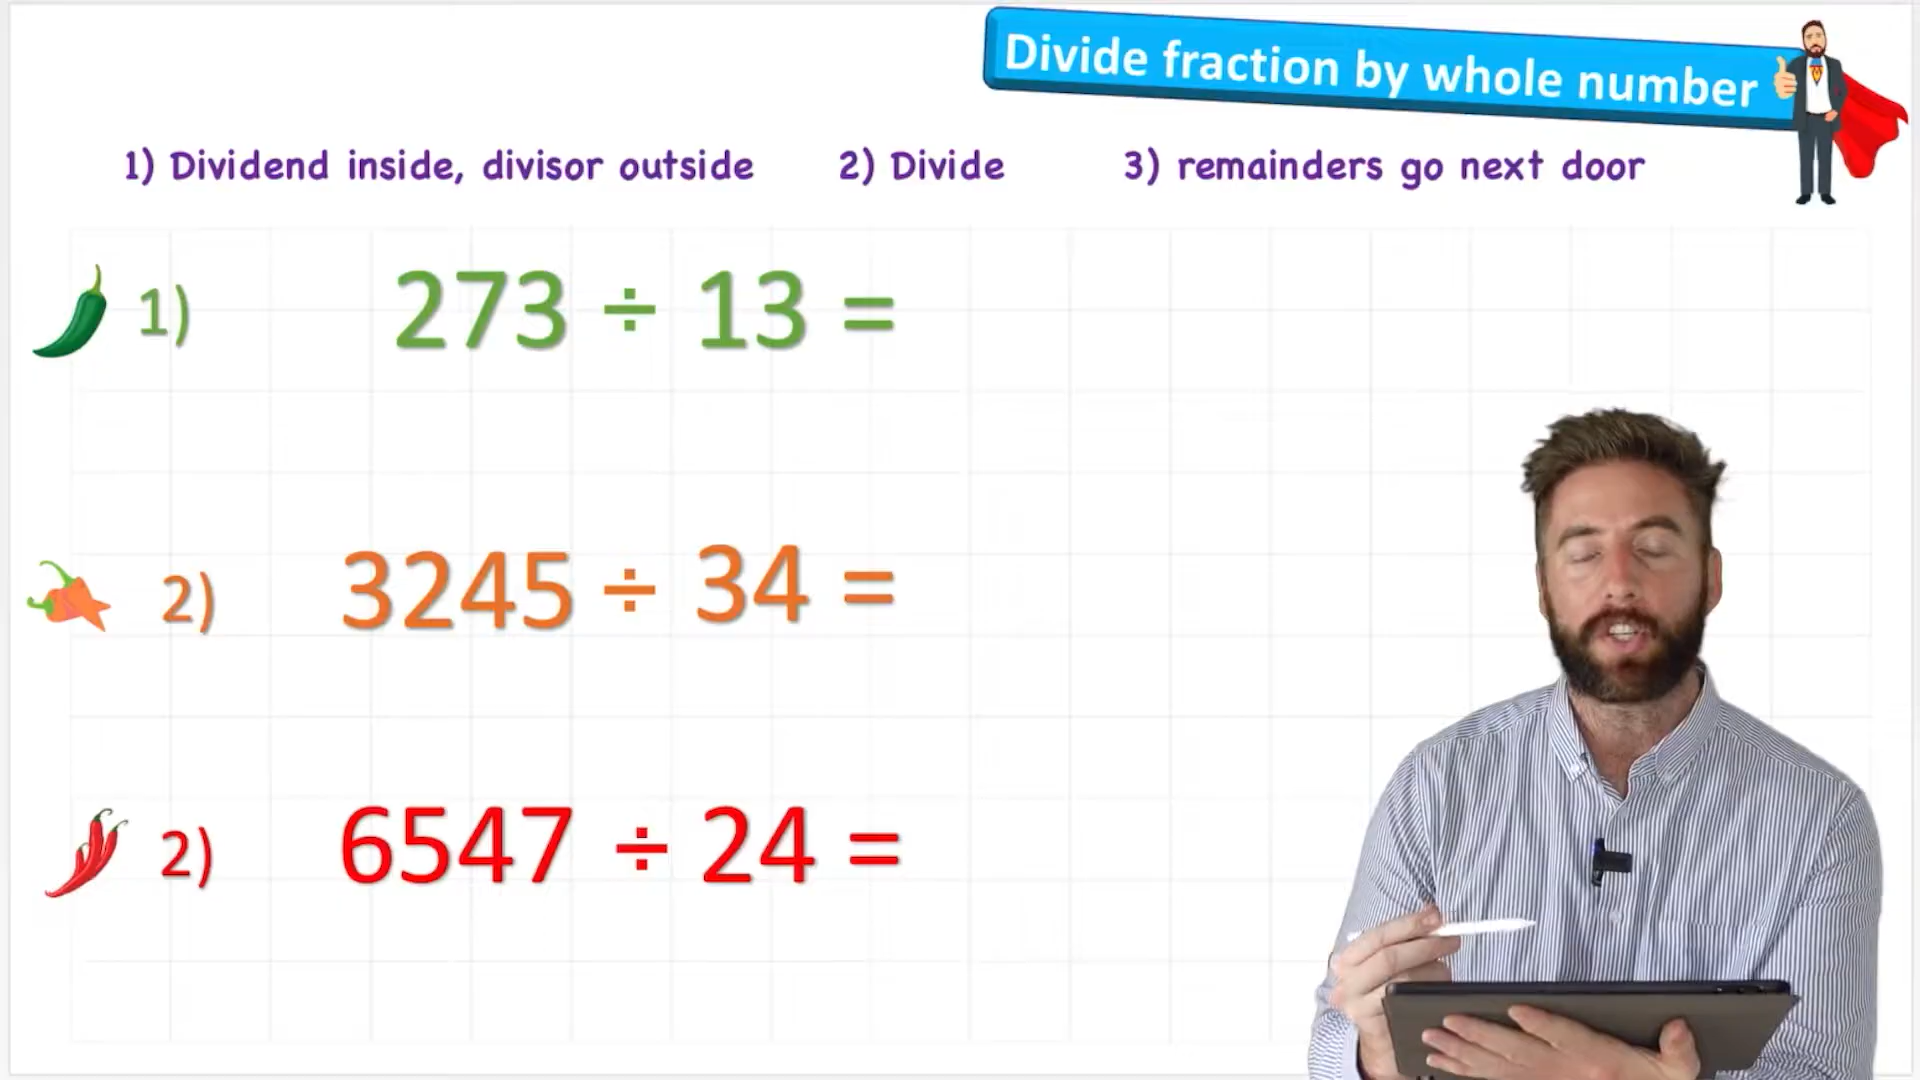 Divide fraction by whole number
1) Dividend inside, divisor outside 2) Divide 3) remainders go next door
1) 273 ÷ 13 =
2) 3245 ÷ 34 =
2) 6547 ÷ 24 =